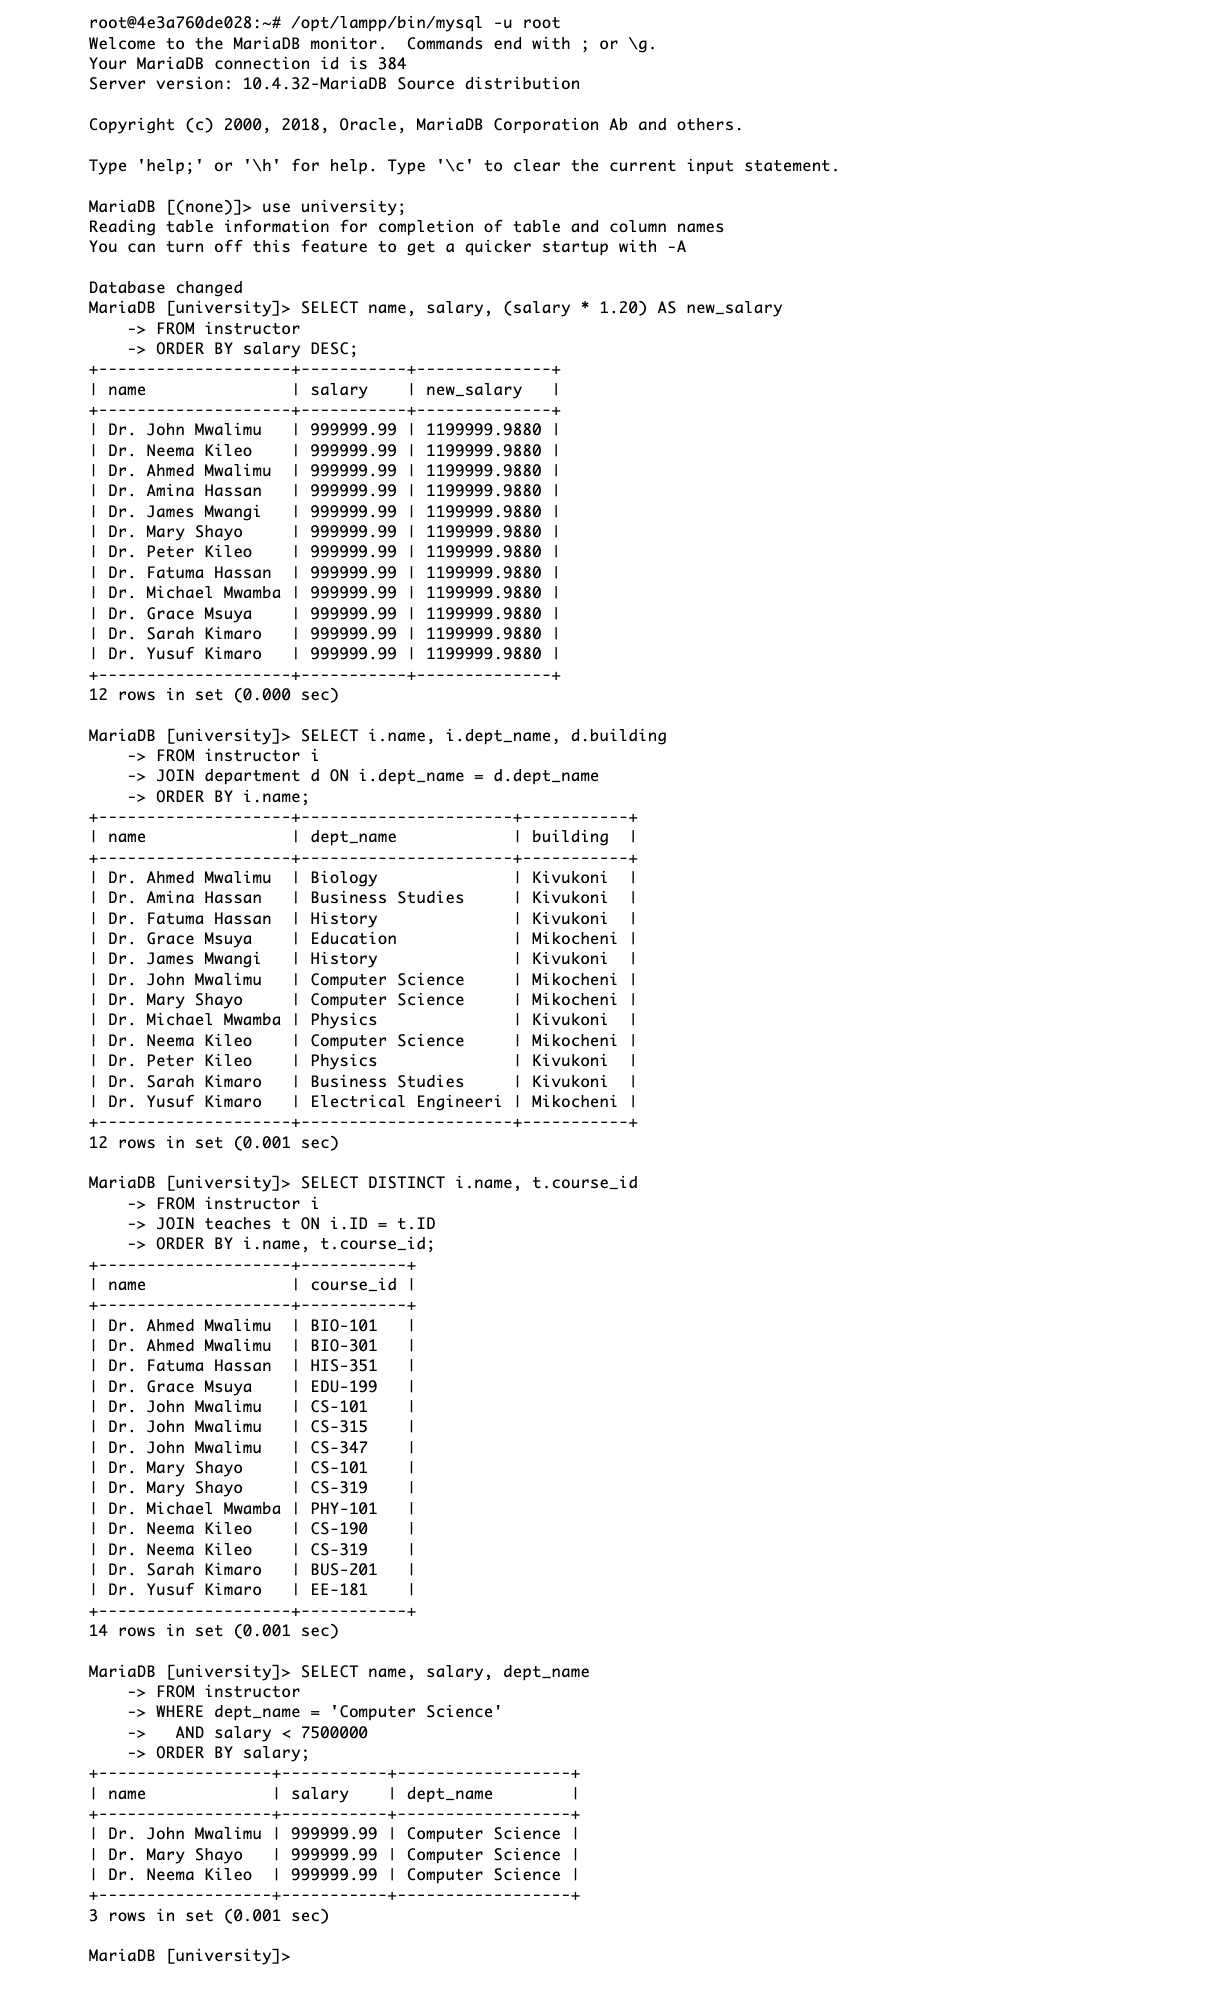 root@4e3a760de028:~# /opt/lampp/bin/mysql -u root
Welcome to the MariaDB monitor.  Commands end with ; or \g.
Your MariaDB connection id is 384
Server version: 10.4.32-MariaDB Source distribution

Copyright (c) 2000, 2018, Oracle, MariaDB Corporation Ab and others.

Type 'help;' or '\h' for help. Type '\c' to clear the current input statement.

MariaDB [(none)]> use university;
Reading table information for completion of table and column names
You can turn off this feature to get a quicker startup with -A

Database changed
MariaDB [university]> SELECT name, salary, (salary * 1.20) AS new_salary
    -> FROM instructor
    -> ORDER BY salary DESC;
+--------------------+-----------+--------------+
| name               | salary    | new_salary   |
+--------------------+-----------+--------------+
| Dr. John Mwalimu   | 999999.99 | 1199999.9880 |
| Dr. Neema Kileo    | 999999.99 | 1199999.9880 |
| Dr. Ahmed Mwalimu  | 999999.99 | 1199999.9880 |
| Dr. Amina Hassan   | 999999.99 | 1199999.9880 |
| Dr. James Mwangi   | 999999.99 | 1199999.9880 |
| Dr. Mary Shayo     | 999999.99 | 1199999.9880 |
| Dr. Peter Kileo    | 999999.99 | 1199999.9880 |
| Dr. Fatuma Hassan  | 999999.99 | 1199999.9880 |
| Dr. Michael Mwamba | 999999.99 | 1199999.9880 |
| Dr. Grace Msuya    | 999999.99 | 1199999.9880 |
| Dr. Sarah Kimaro   | 999999.99 | 1199999.9880 |
| Dr. Yusuf Kimaro   | 999999.99 | 1199999.9880 |
+--------------------+-----------+--------------+
12 rows in set (0.000 sec)

MariaDB [university]> SELECT i.name, i.dept_name, d.building
    -> FROM instructor i
    -> JOIN department d ON i.dept_name = d.dept_name
    -> ORDER BY i.name;
+--------------------+----------------------+-----------+
| name               | dept_name            | building  |
+--------------------+----------------------+-----------+
| Dr. Ahmed Mwalimu  | Biology              | Kivukoni  |
| Dr. Amina Hassan   | Business Studies     | Kivukoni  |
| Dr. Fatuma Hassan  | History              | Kivukoni  |
| Dr. Grace Msuya    | Education            | Mikocheni |
| Dr. James Mwangi   | History              | Kivukoni  |
| Dr. John Mwalimu   | Computer Science     | Mikocheni |
| Dr. Mary Shayo     | Computer Science     | Mikocheni |
| Dr. Michael Mwamba | Physics              | Kivukoni  |
| Dr. Neema Kileo    | Computer Science     | Mikocheni |
| Dr. Peter Kileo    | Physics              | Kivukoni  |
| Dr. Sarah Kimaro   | Business Studies     | Kivukoni  |
| Dr. Yusuf Kimaro   | Electrical Engineeri | Mikocheni |
+--------------------+----------------------+-----------+
12 rows in set (0.001 sec)

MariaDB [university]> SELECT DISTINCT i.name, t.course_id
    -> FROM instructor i
    -> JOIN teaches t ON i.ID = t.ID
    -> ORDER BY i.name, t.course_id;
+--------------------+-----------+
| name               | course_id |
+--------------------+-----------+
| Dr. Ahmed Mwalimu  | BIO-101   |
| Dr. Ahmed Mwalimu  | BIO-301   |
| Dr. Fatuma Hassan  | HIS-351   |
| Dr. Grace Msuya    | EDU-199   |
| Dr. John Mwalimu   | CS-101    |
| Dr. John Mwalimu   | CS-315    |
| Dr. John Mwalimu   | CS-347    |
| Dr. Mary Shayo     | CS-101    |
| Dr. Mary Shayo     | CS-319    |
| Dr. Michael Mwamba | PHY-101   |
| Dr. Neema Kileo    | CS-190    |
| Dr. Neema Kileo    | CS-319    |
| Dr. Sarah Kimaro   | BUS-201   |
| Dr. Yusuf Kimaro   | EE-181    |
+--------------------+-----------+
14 rows in set (0.001 sec)

MariaDB [university]> SELECT name, salary, dept_name
    -> FROM instructor
    -> WHERE dept_name = 'Computer Science'
    ->   AND salary < 7500000
    -> ORDER BY salary;
+------------------+-----------+------------------+
| name             | salary    | dept_name        |
+------------------+-----------+------------------+
| Dr. John Mwalimu | 999999.99 | Computer Science |
| Dr. Mary Shayo   | 999999.99 | Computer Science |
| Dr. Neema Kileo  | 999999.99 | Computer Science |
+------------------+-----------+------------------+
3 rows in set (0.001 sec)

MariaDB [university]>